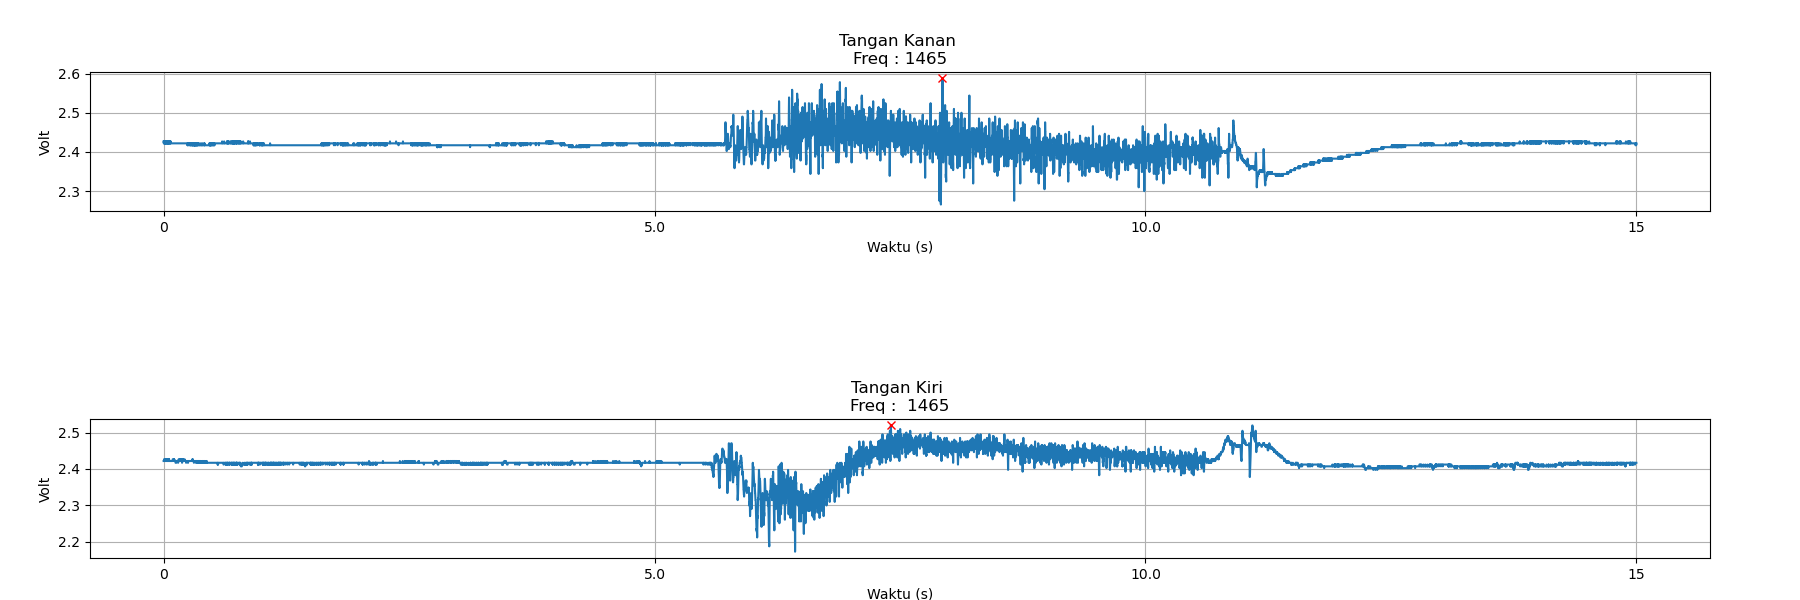 Tangan Kanan
Freq : 1465
2.6
2.5
2.4
2.3
Volt
0 5.0 10.0 15
Waktu (s)
Tangan Kiri
Freq :  1465
2.5
2.4
2.3
2.2
Volt
0 5.0 10.0 15
Waktu (s)